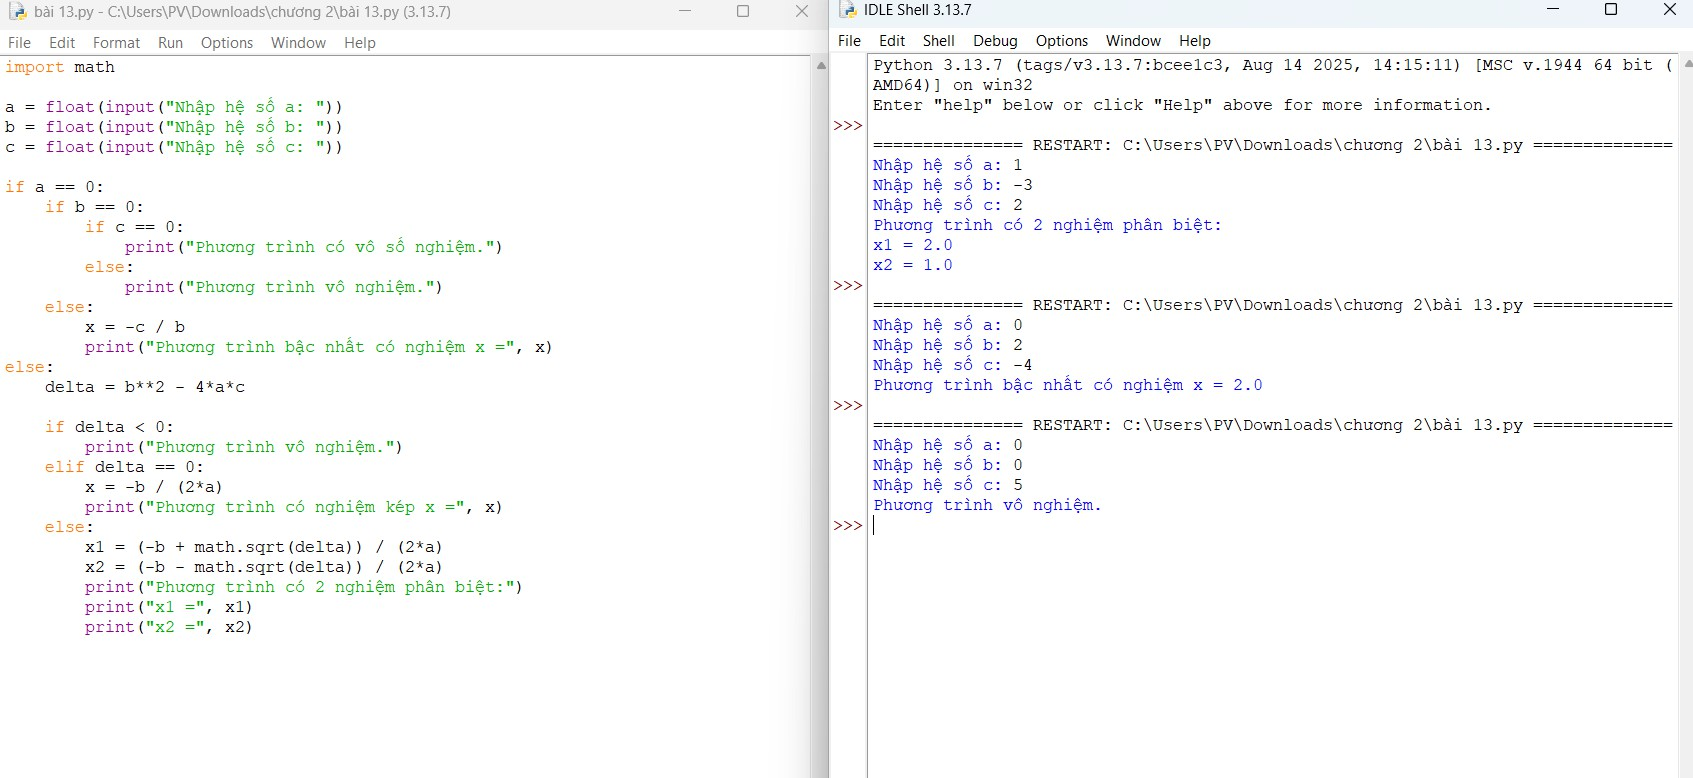 bài 13.py - C:\Users\PV\Downloads\chương 2\bài 13.py (3.13.7)
File Edit Format Run Options Window Help
import math

a = float(input("Nhập hệ số a: "))
b = float(input("Nhập hệ số b: "))
c = float(input("Nhập hệ số c: "))

if a == 0:
    if b == 0:
        if c == 0:
            print("Phương trình có vô số nghiệm.")
        else:
            print("Phương trình vô nghiệm.")
    else:
        x = -c / b
        print("Phương trình bậc nhất có nghiệm x =", x)
else:
    delta = b**2 - 4*a*c

    if delta < 0:
        print("Phương trình vô nghiệm.")
    elif delta == 0:
        x = -b / (2*a)
        print("Phương trình có nghiệm kép x =", x)
    else:
        x1 = (-b + math.sqrt(delta)) / (2*a)
        x2 = (-b - math.sqrt(delta)) / (2*a)
        print("Phương trình có 2 nghiệm phân biệt:")
        print("x1 =", x1)
        print("x2 =", x2)
IDLE Shell 3.13.7
File Edit Shell Debug Options Window Help
Python 3.13.7 (tags/v3.13.7:bcee1c3, Aug 14 2025, 14:15:11) [MSC v.1944 64 bit (
AMD64)] on win32
Enter "help" below or click "Help" above for more information.
>>>
=============== RESTART: C:\Users\PV\Downloads\chương 2\bài 13.py ==============
Nhập hệ số a: 1
Nhập hệ số b: -3
Nhập hệ số c: 2
Phương trình có 2 nghiệm phân biệt:
x1 = 2.0
x2 = 1.0
>>>
=============== RESTART: C:\Users\PV\Downloads\chương 2\bài 13.py ==============
Nhập hệ số a: 0
Nhập hệ số b: 2
Nhập hệ số c: -4
Phương trình bậc nhất có nghiệm x = 2.0
>>>
=============== RESTART: C:\Users\PV\Downloads\chương 2\bài 13.py ==============
Nhập hệ số a: 0
Nhập hệ số b: 0
Nhập hệ số c: 5
Phương trình vô nghiệm.
>>>